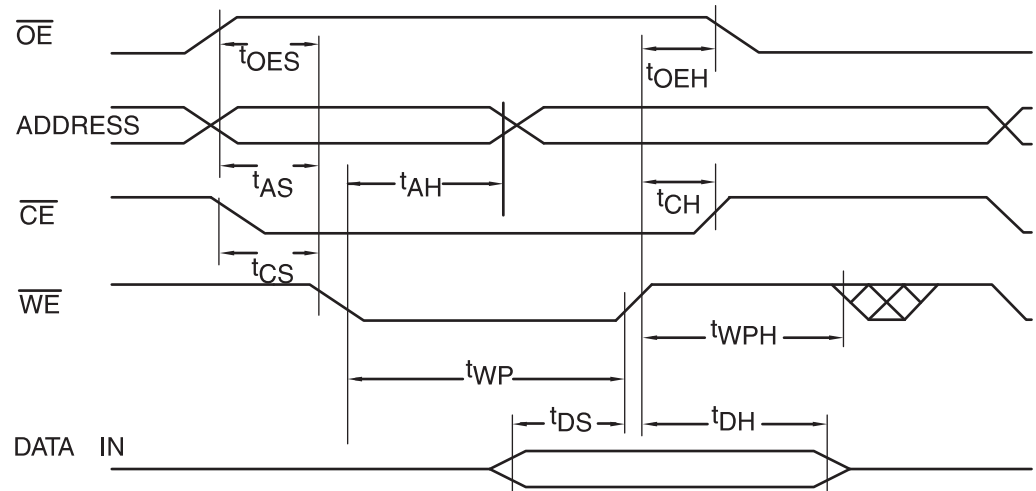 OE
tOES
tOEH
ADDRESS
tAS
tAH
tCH
CE
tCS
WE
tWPH
tWP
tDS
tDH
DATA IN